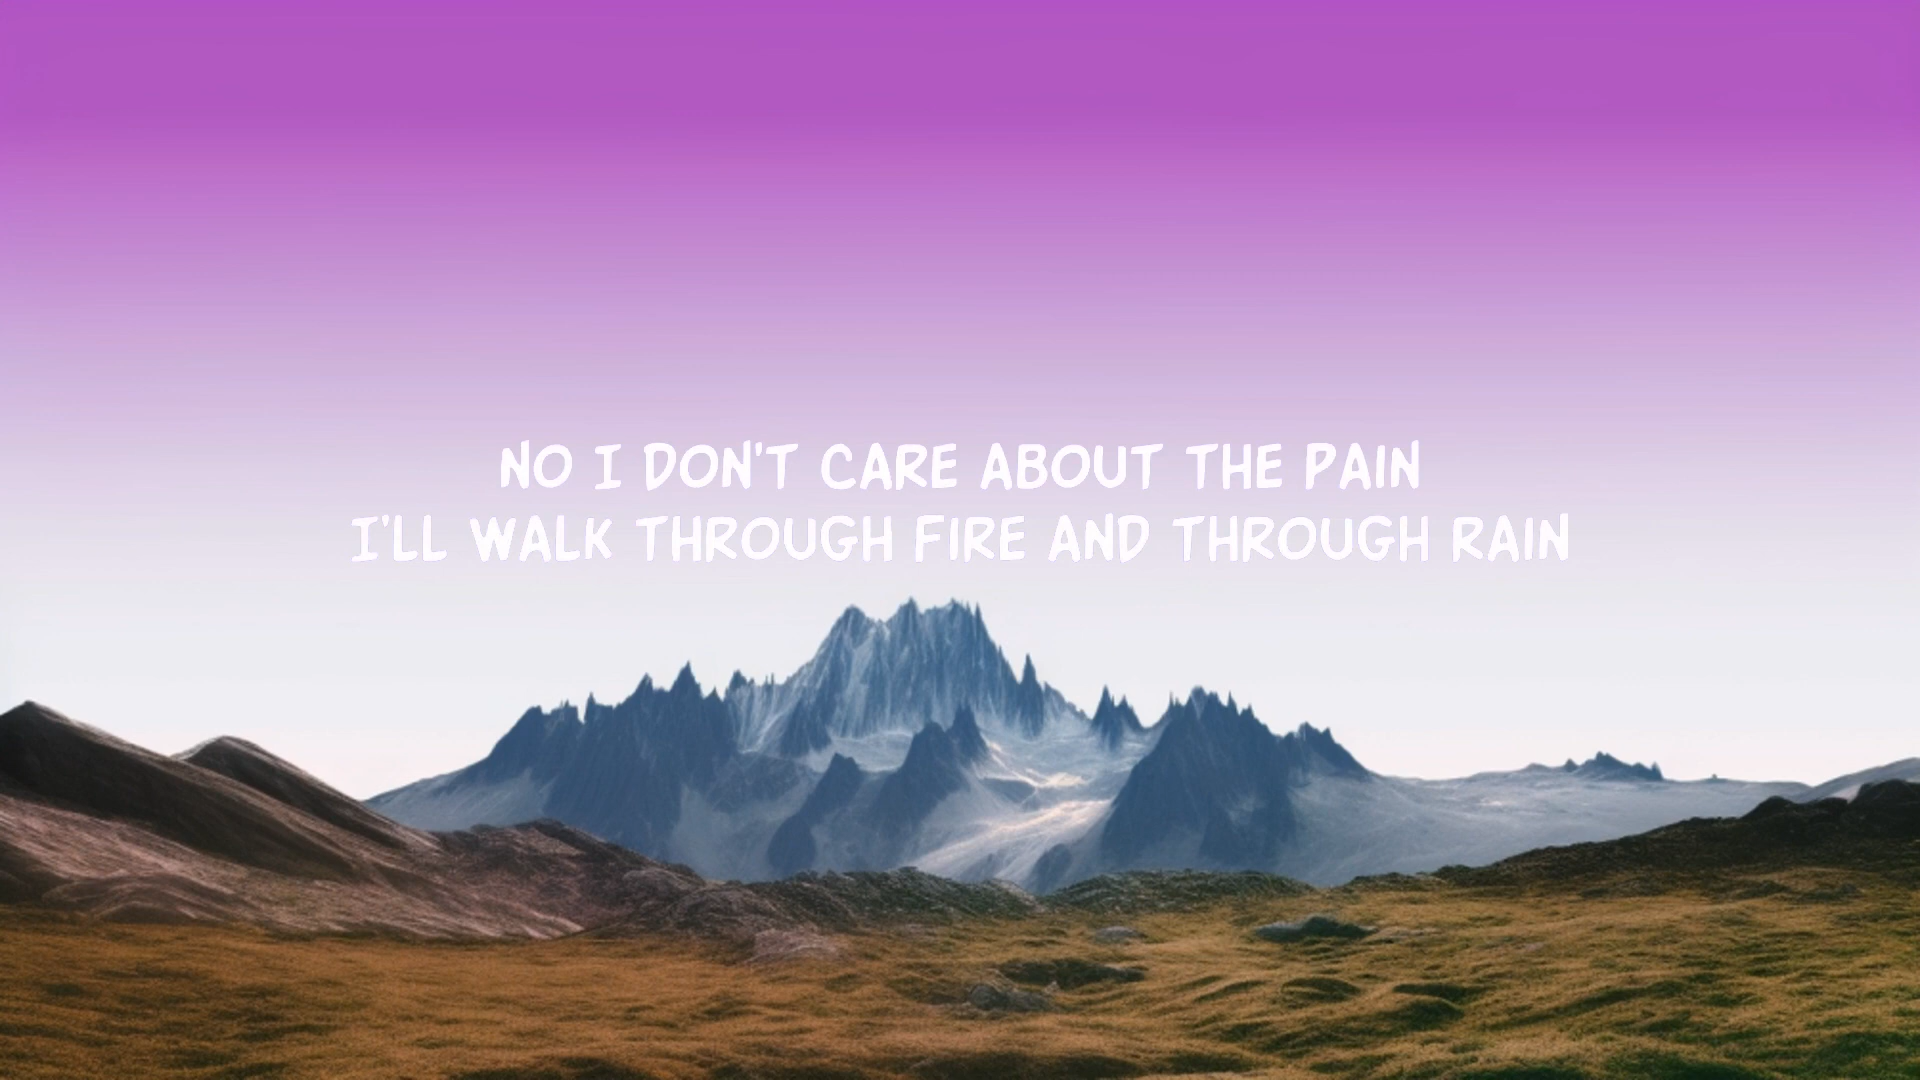 NO I DON'T CARE ABOUT THE PAIN
I'LL WALK THROUGH FIRE AND THROUGH RAIN